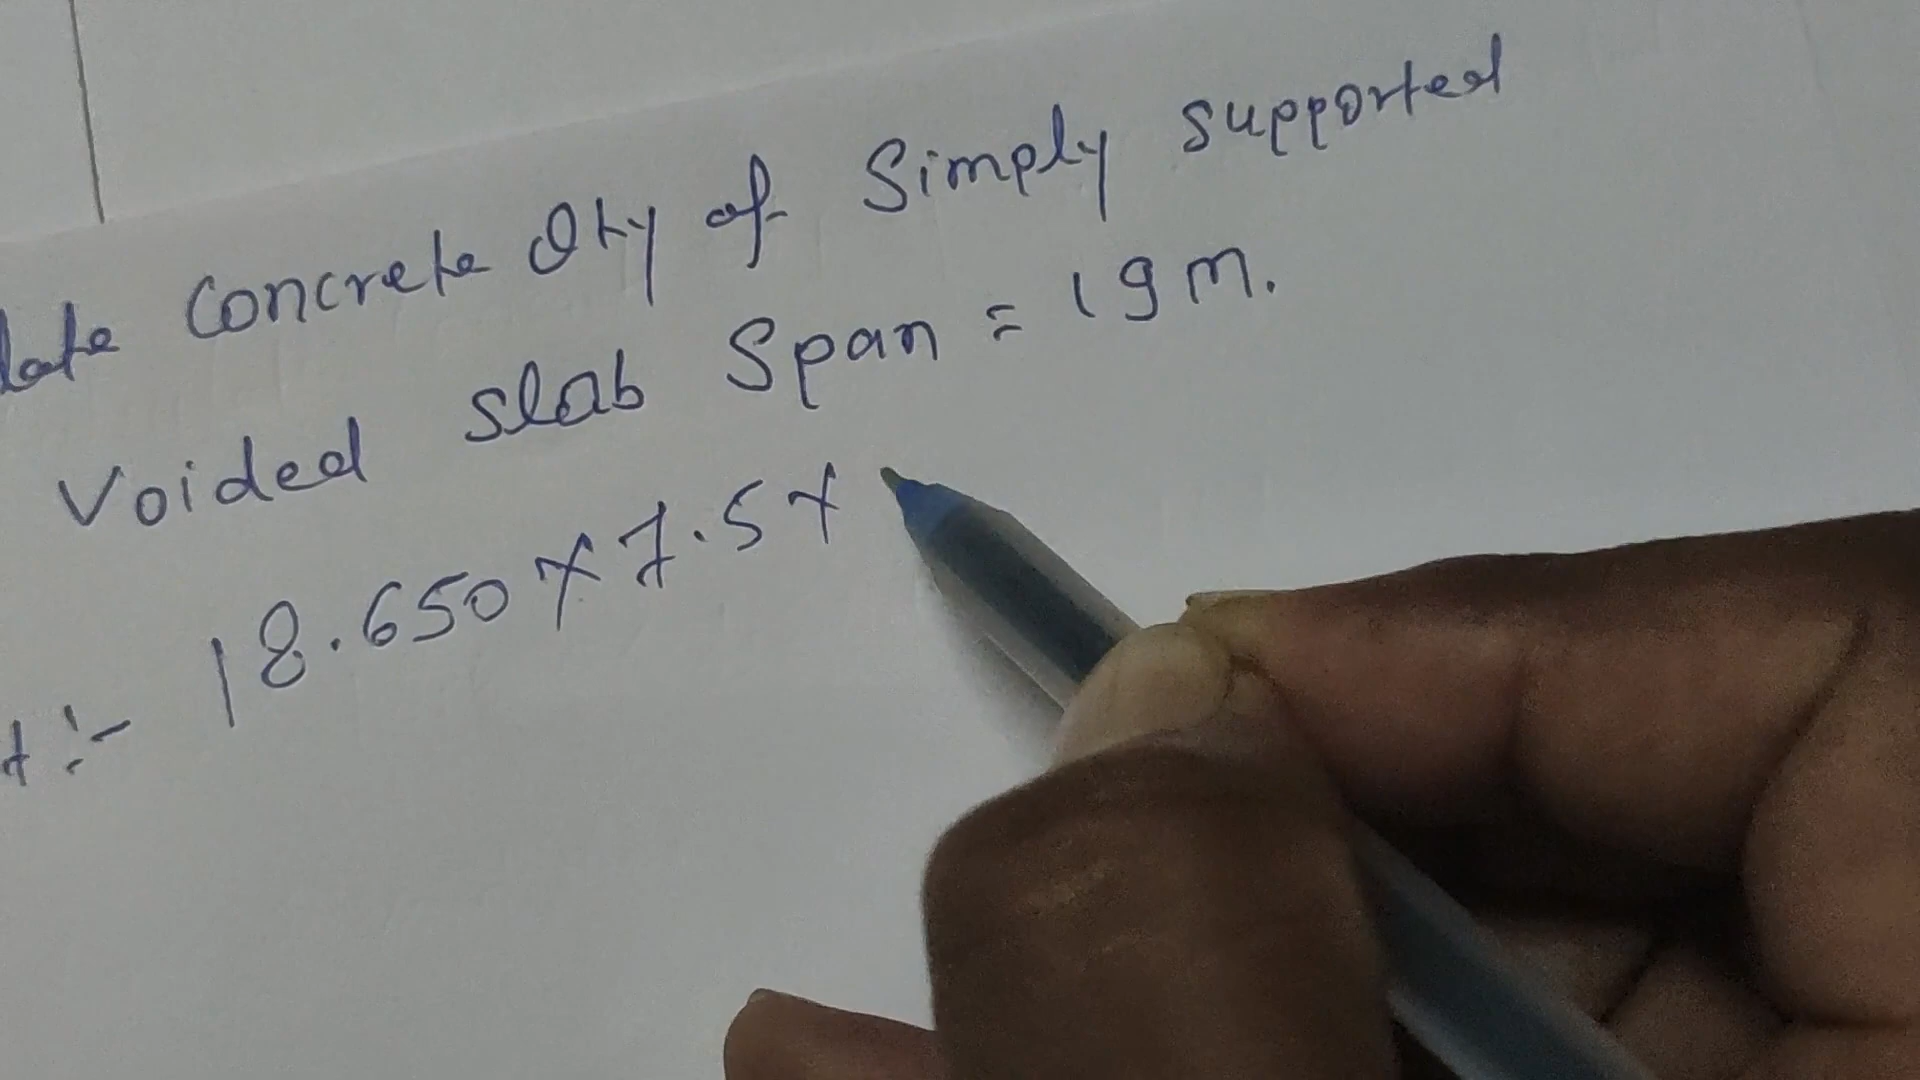 late Concrete Qty of Simply supported
Voided slab Span = 19m.
t :- 18.650 x 7.5 x